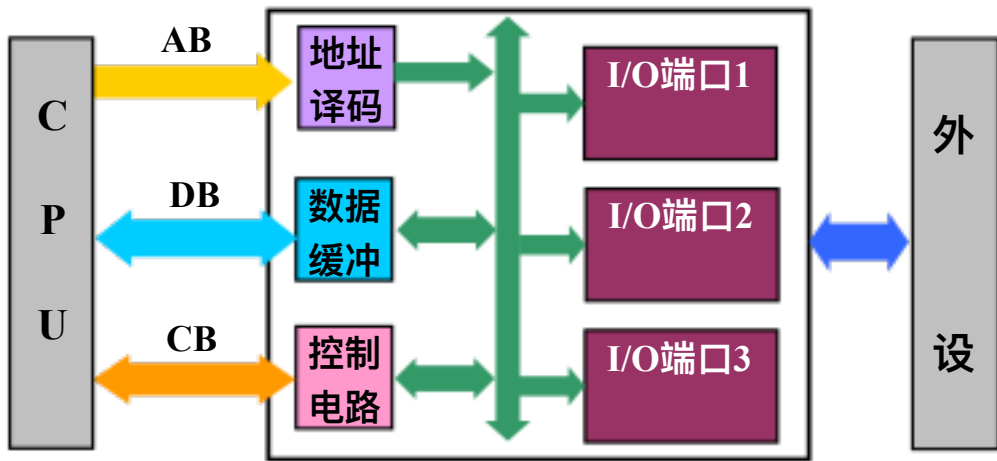 C
P
U
AB
DB
CB
地址
译码
数据
缓冲
控制
电路
I/O端口1
I/O端口2
I/O端口3
外
设